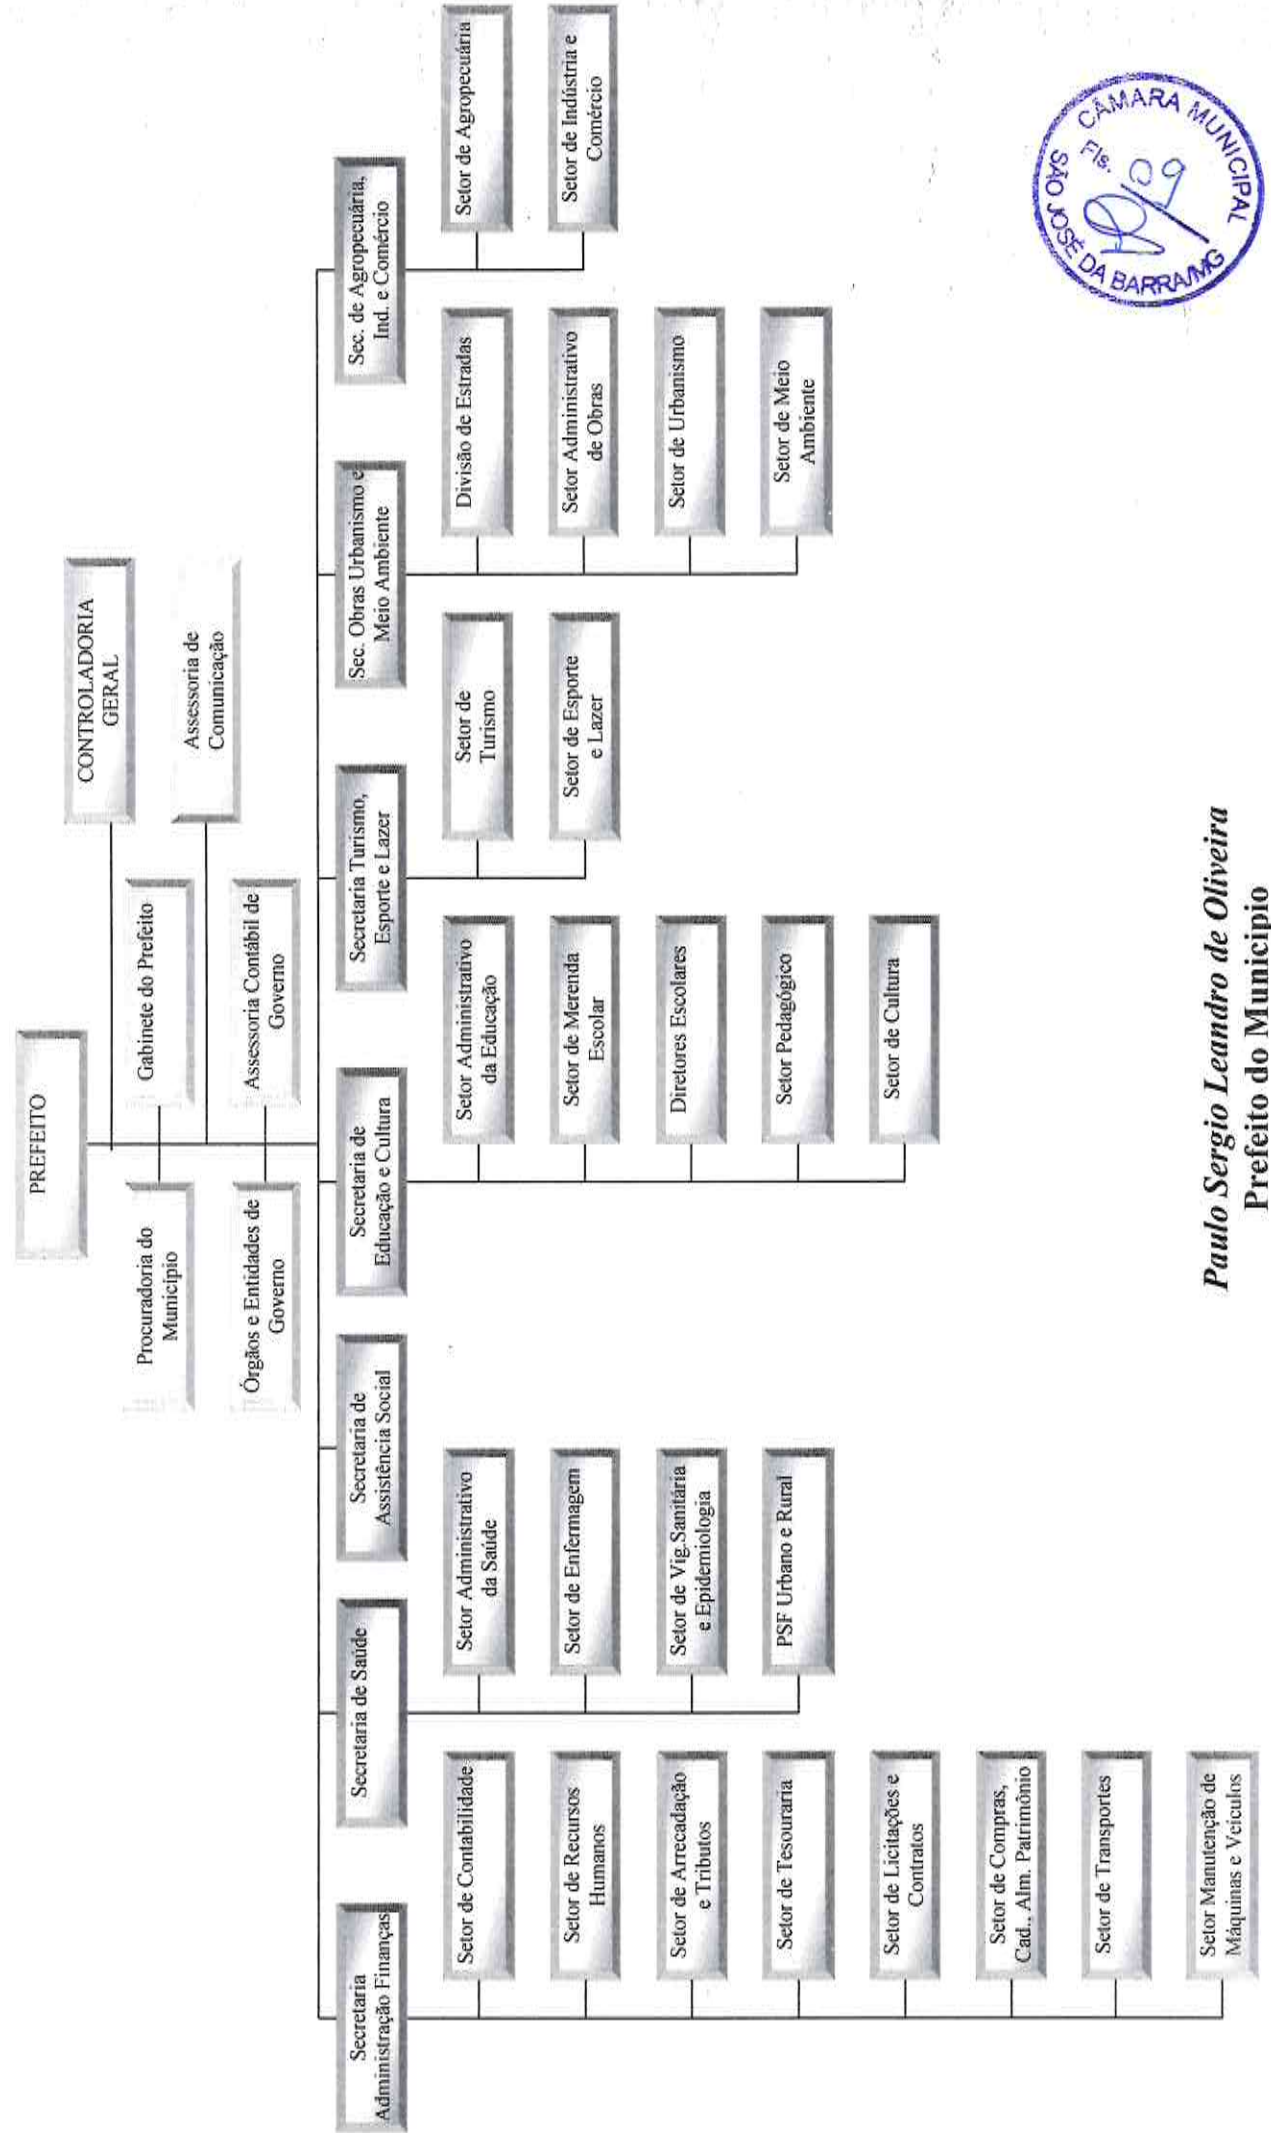 PREFEITO
CONTROLADORIA
GERAL
Procuradoria do
Município
Gabinete do Prefeito
Assessoria de
Comunicação
Órgãos e Entidades de
Governo
Assessoria Contábil de
Governo
Secretaria
Administração Finanças
Setor de Contabilidade
Setor de Recursos
Humanos
Setor de Arrecadação
e Tributos
Setor de Tesouraria
Setor de Licitações e
Contratos
Setor de Compras,
Cad., Alm. Patrimônio
Setor de Transportes
Setor Manutenção de
Máquinas e Veículos
Secretaria de Saúde
Setor Administrativo
da Saúde
Setor de Enfermagem
Setor de Vig.Sanitária
e Epidemiologia
PSF Urbano e Rural
Secretaria de
Assistência Social
Secretaria de
Educação e Cultura
Setor Administrativo
da Educação
Setor de Merenda
Escolar
Diretores Escolares
Setor Pedagógico
Setor de Cultura
Secretaria Turismo,
Esporte e Lazer
Setor de
Turismo
Setor de Esporte
e Lazer
Sec. Obras Urbanismo e
Meio Ambiente
Divisão de Estradas
Setor Administrativo
de Obras
Setor de Urbanismo
Setor de Meio
Ambiente
Sec. de Agropecuária,
Ind. e Comércio
Setor de Agropecuária
Setor de Indústria e
Comércio
Paulo Sergio Leandro de Oliveira
Prefeito do Municipio
CÂMARA MUNICIPAL
Fls. 09
SÃO JOSÉ DA BARRA/MG